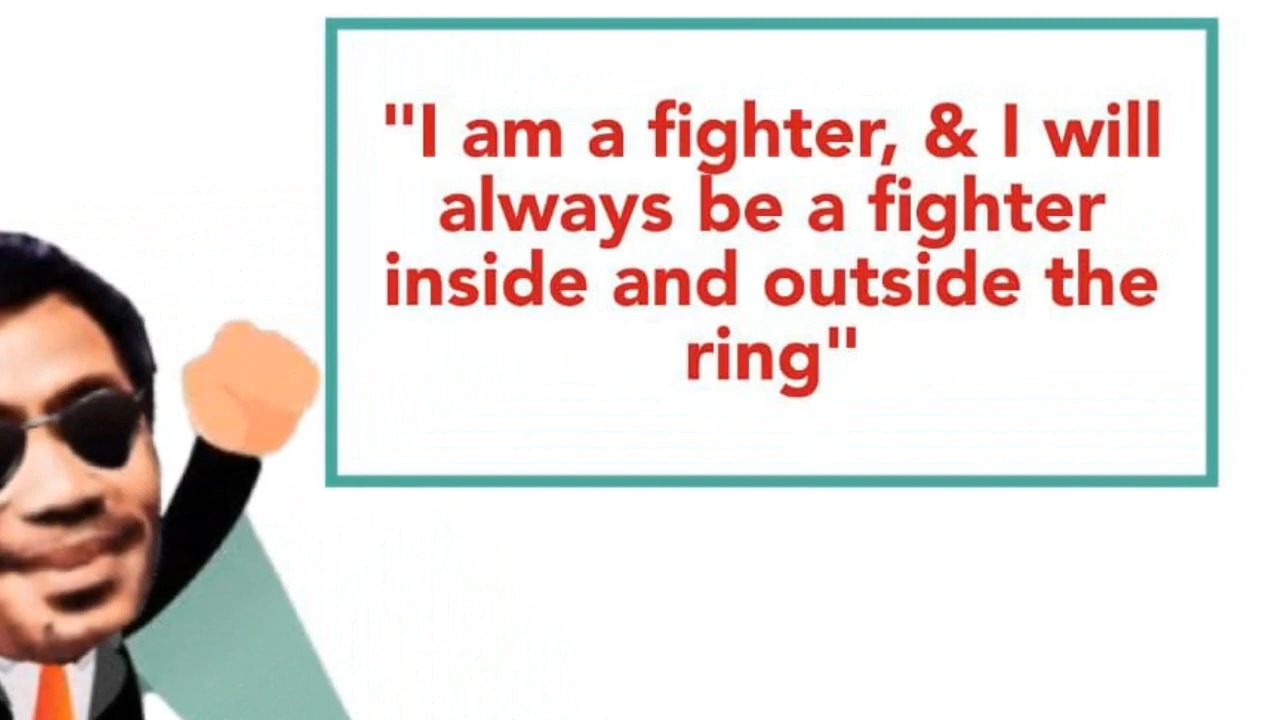 "I am a fighter, & I will
always be a fighter
inside and outside the
ring"